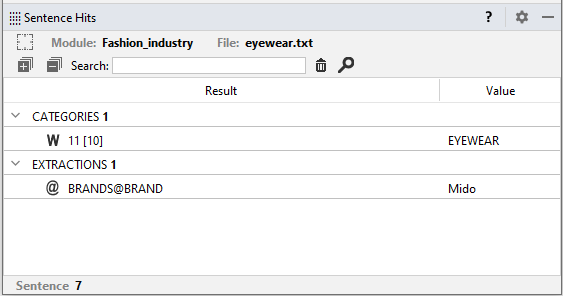 Sentence Hits ?
Module: Fashion_industry File: eyewear.txt
Search:
Result Value
CATEGORIES 1
W 11 [10] EYEWEAR
EXTRACTIONS 1
@ BRANDS@BRAND Mido
Sentence 7